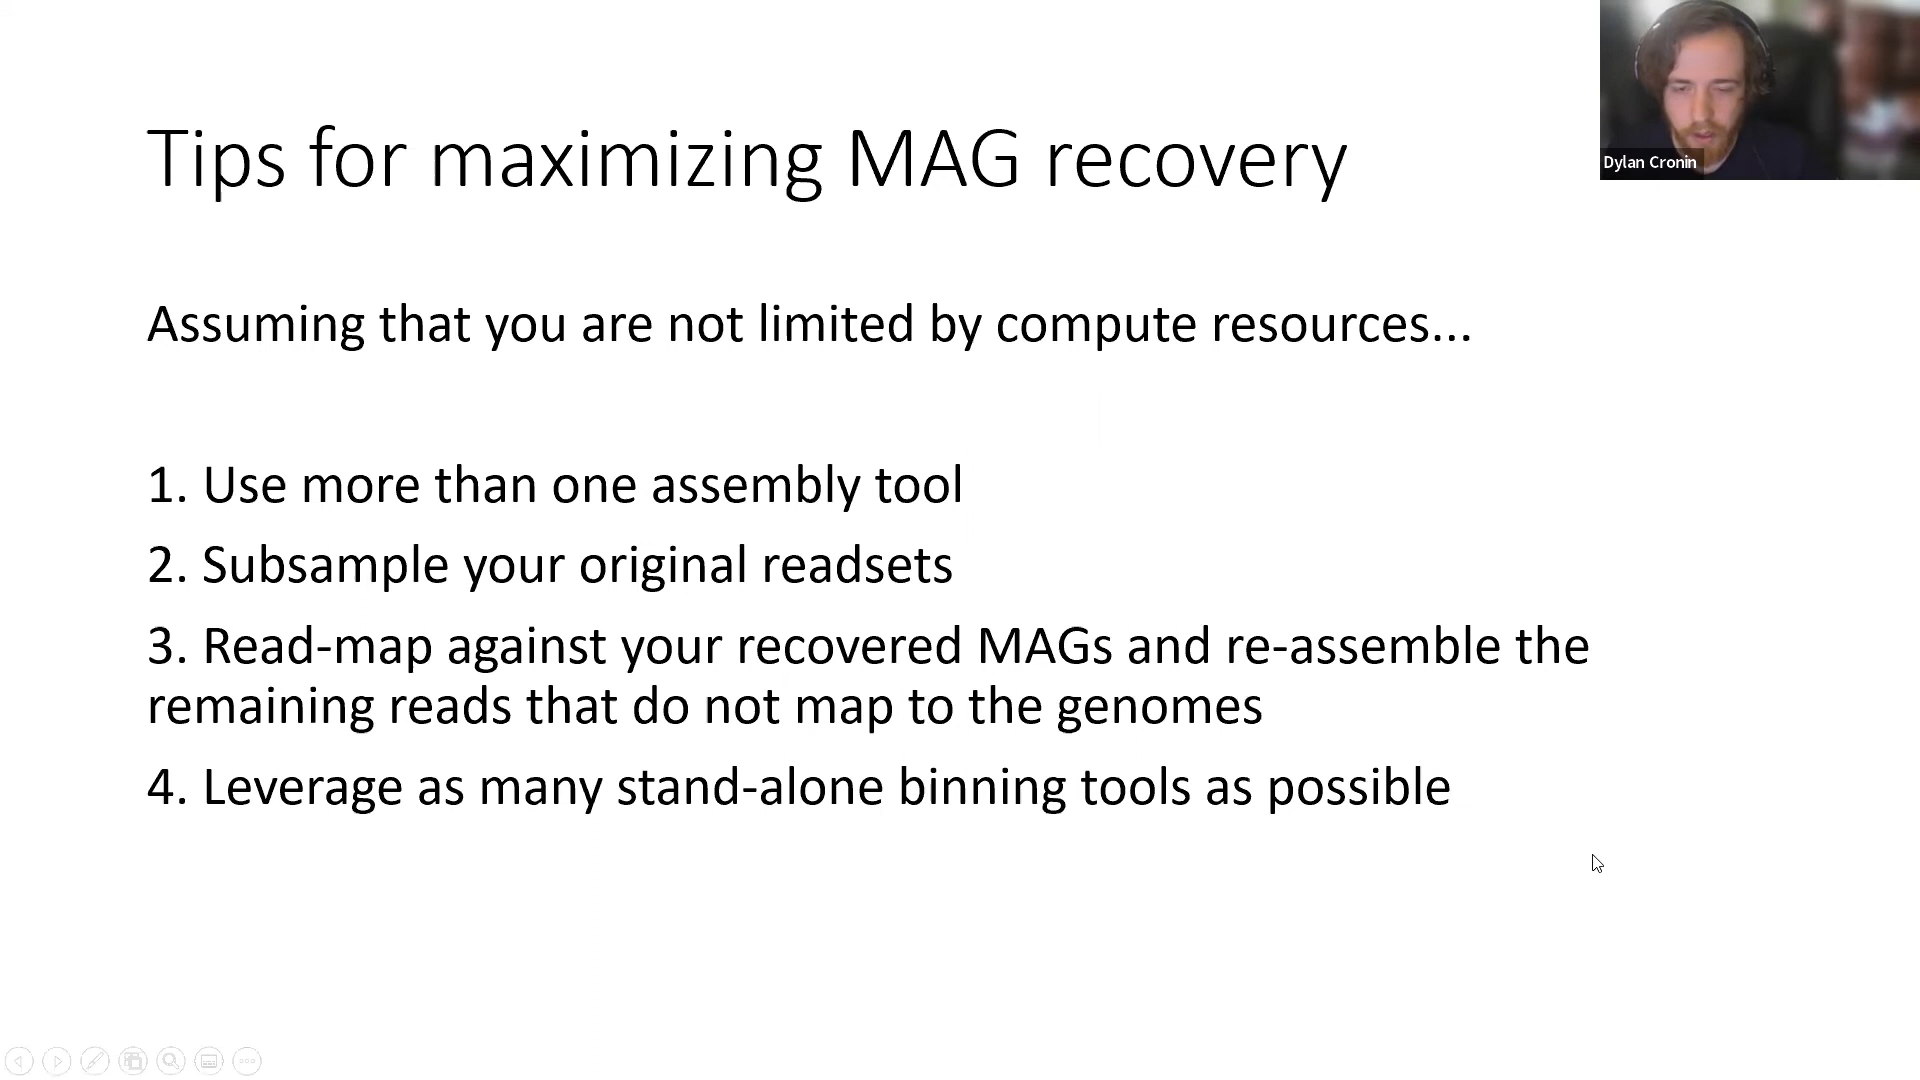 Tips for maximizing MAG recovery
Dylan Cronin
Assuming that you are not limited by compute resources...
1. Use more than one assembly tool
2. Subsample your original readsets
3. Read-map against your recovered MAGs and re-assemble the
remaining reads that do not map to the genomes
4. Leverage as many stand-alone binning tools as possible